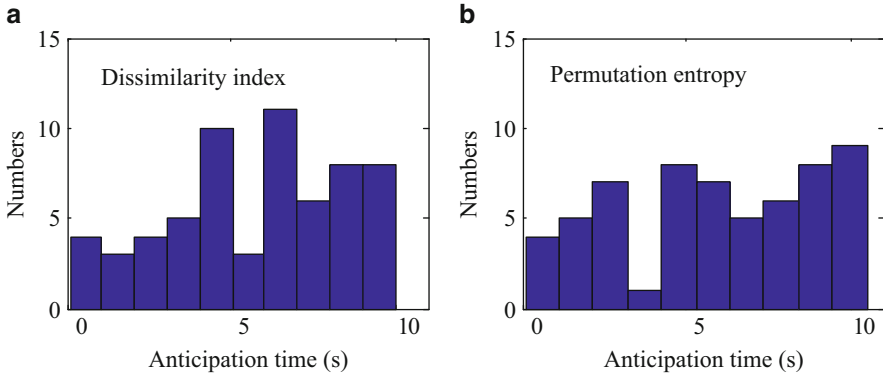 a
15
10
5
0
Numbers
Dissimilarity index
0 5 10
Anticipation time (s)
b
15
10
5
0
Numbers
Permutation entropy
0 5 10
Anticipation time (s)